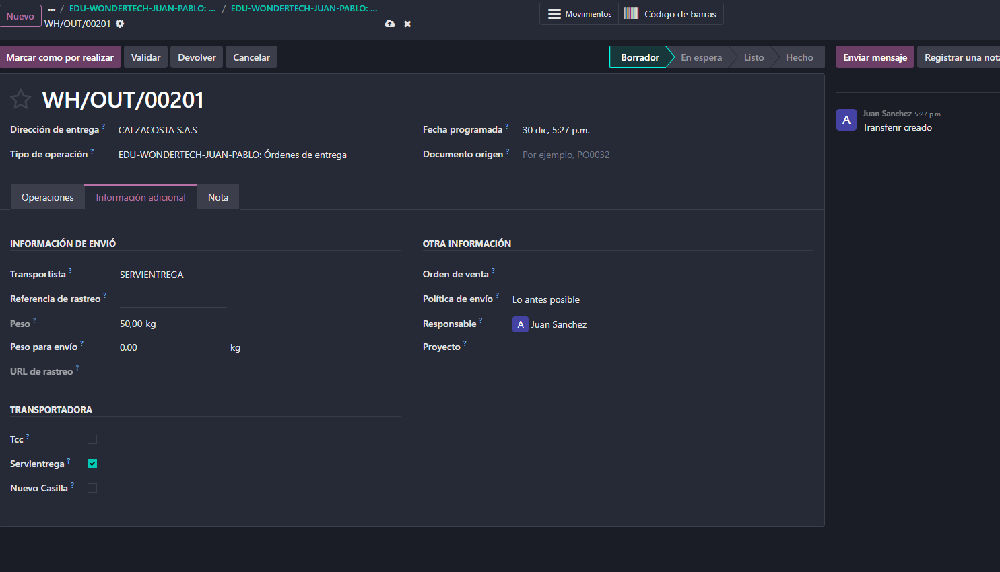 Nuevo
... / EDU-WONDERTECH-JUAN-PABLO: ... / EDU-WONDERTECH-JUAN-PABLO: ...
WH/OUT/00201
Movimientos
Código de barras
Marcar como por realizar
Validar
Devolver
Cancelar
Borrador
En espera
Listo
Hecho
Enviar mensaje
Registrar una nota
WH/OUT/00201
Dirección de entrega ? CALZACOSTA S.A.S
Fecha programada ? 30 dic, 5:27 p.m.
Tipo de operación ? EDU-WONDERTECH-JUAN-PABLO: Órdenes de entrega
Documento origen ? Por ejemplo, PO0032
A
Juan Sanchez 5:27 p.m.
Transferir creado
Operaciones
Información adicional
Nota
INFORMACIÓN DE ENVIÓ
Transportista ? SERVIENTREGA
Referencia de rastreo ?
Peso ? 50,00 kg
Peso para envío ? 0,00 kg
URL de rastreo ?
OTRA INFORMACIÓN
Orden de venta ?
Política de envío ? Lo antes posible
Responsable ? A Juan Sanchez
Proyecto ?
TRANSPORTADORA
Tcc ?
Servientrega ?
Nuevo Casilla ?